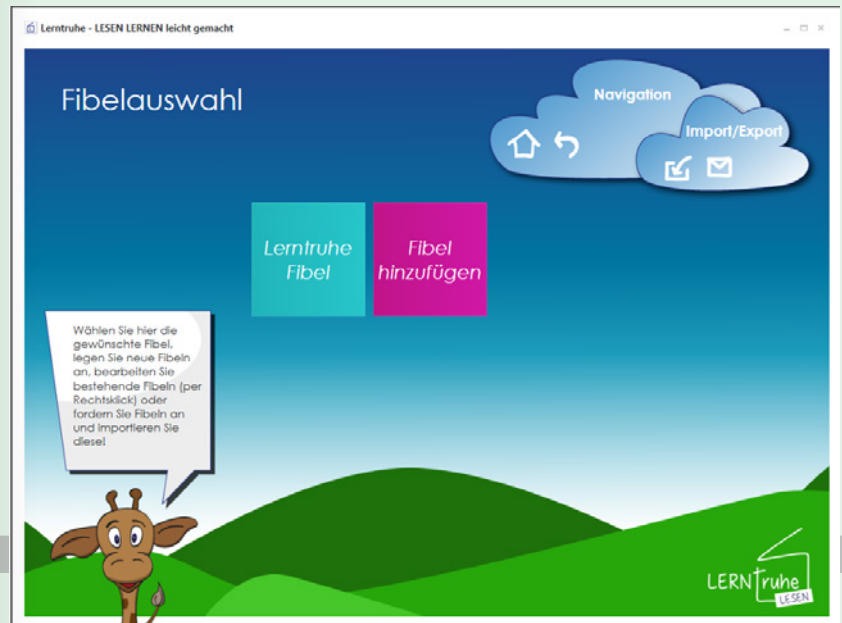 Lerntruhe - LESEN LERNEN leicht gemacht
Fibelauswahl
Navigation
Import/Export
Lerntruhe
Fibel
Fibel
hinzufügen
Wählen Sie hier die
gewünschte Fibel,
legen Sie neue Fibeln
an, bearbeiten Sie
bestehende Fibeln (per
Rechtsklick) oder
fordern Sie Fibeln an
und importieren Sie
diese!
LERNTruhe
LESEN